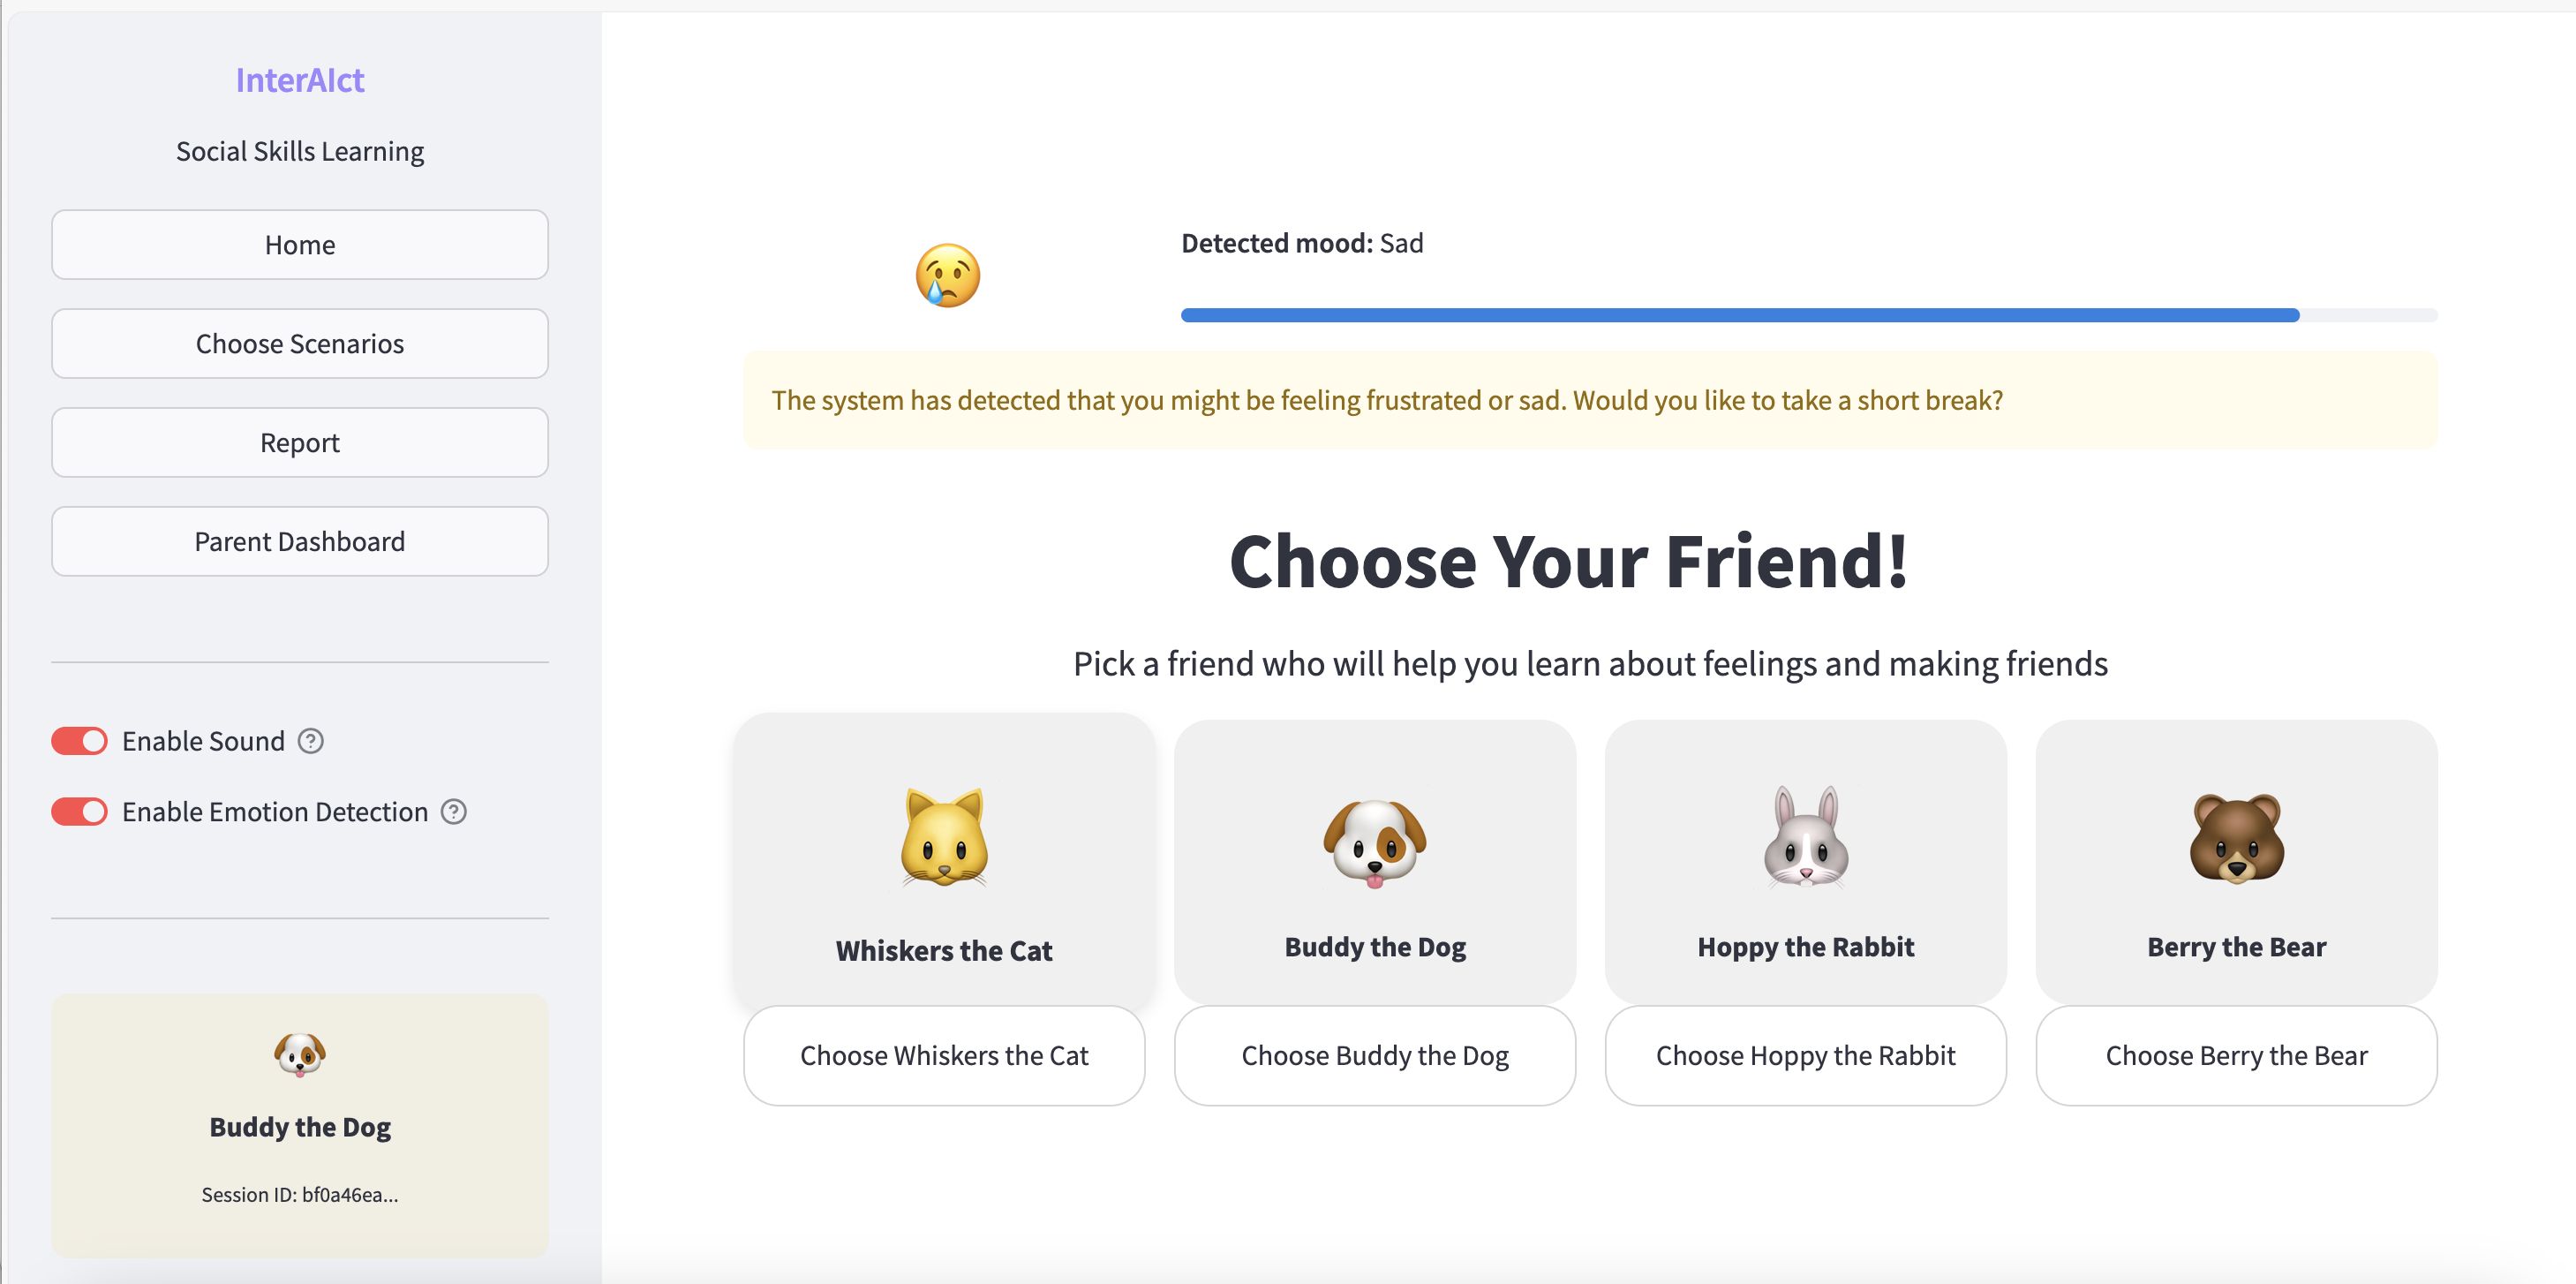 InterAIct
Social Skills Learning
Home
Choose Scenarios
Report
Parent Dashboard
Enable Sound ?
Enable Emotion Detection ?
Buddy the Dog
Session ID: bf0a46ea...
Detected mood: Sad
The system has detected that you might be feeling frustrated or sad. Would you like to take a short break?
Choose Your Friend!
Pick a friend who will help you learn about feelings and making friends
Whiskers the Cat
Buddy the Dog
Hoppy the Rabbit
Berry the Bear
Choose Whiskers the Cat
Choose Buddy the Dog
Choose Hoppy the Rabbit
Choose Berry the Bear